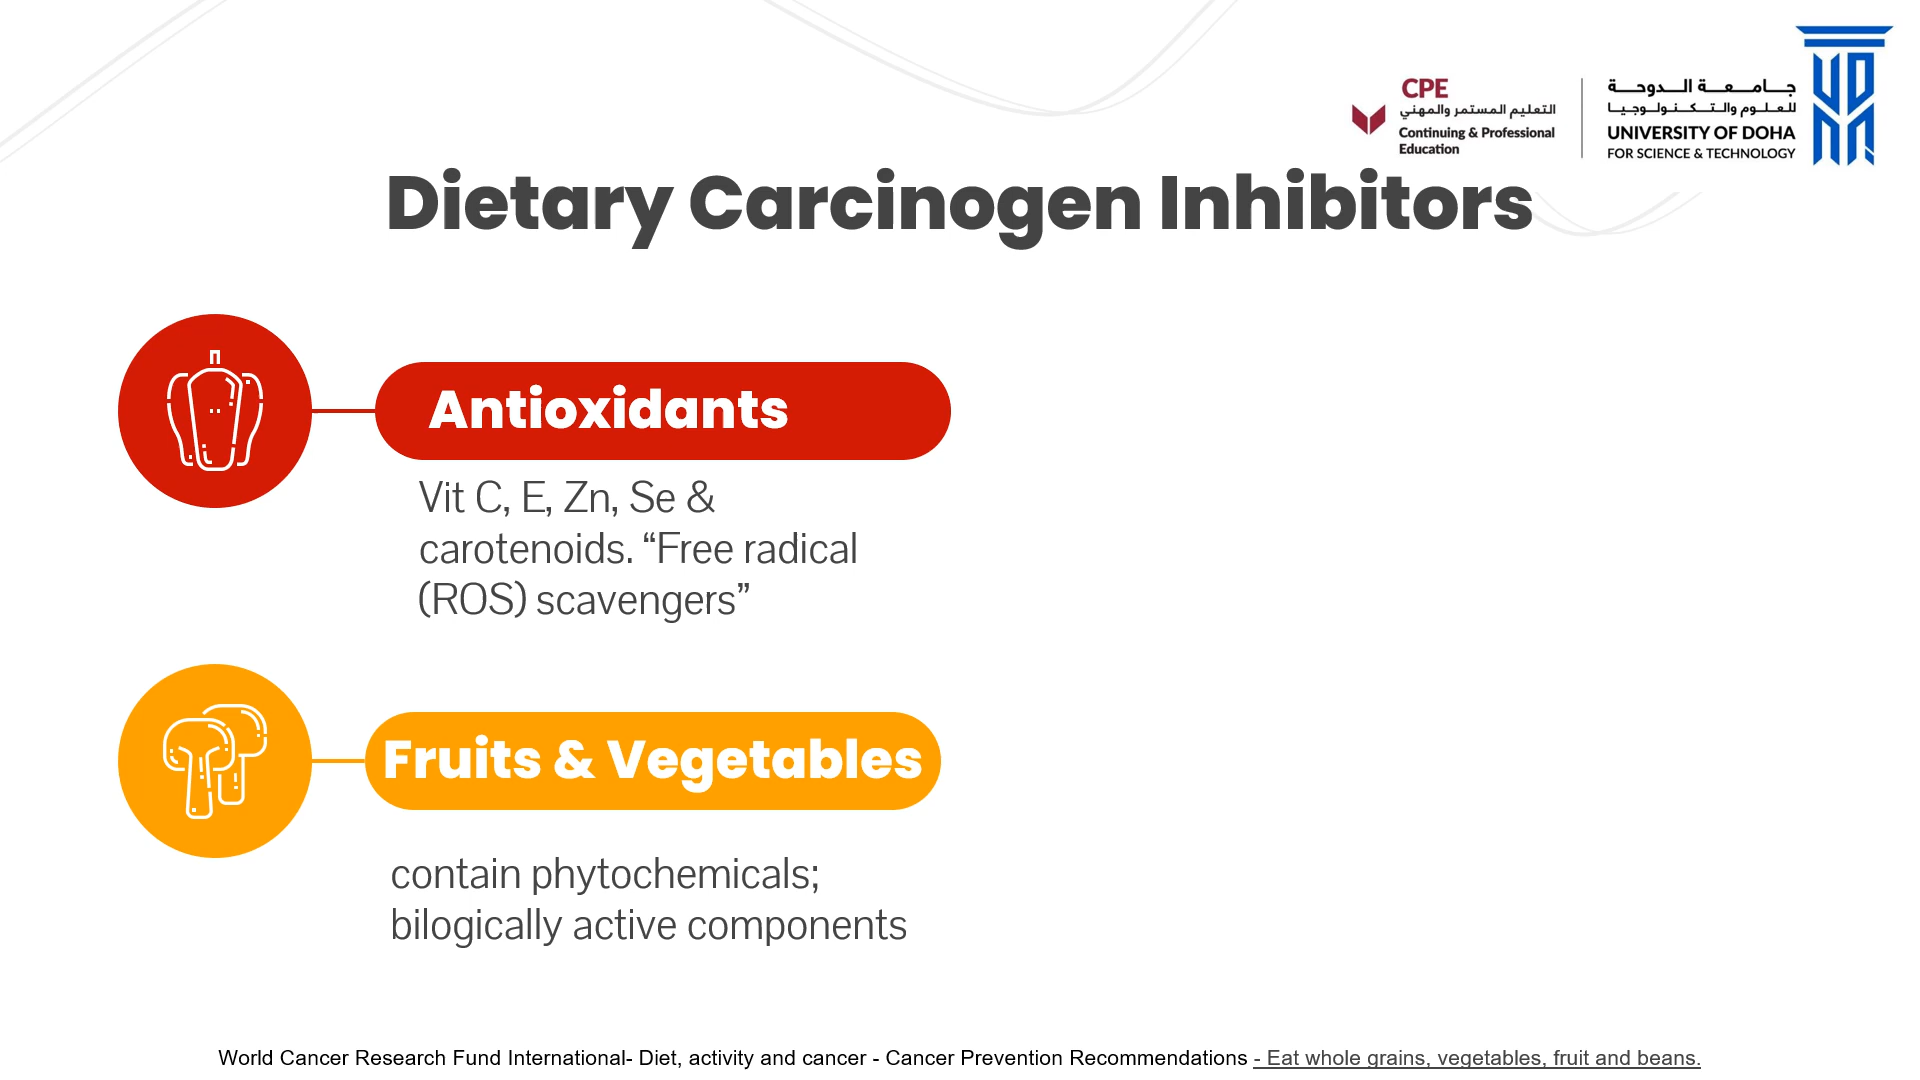 CPE
التعليم المستمر والمهني
Continuing & Professional
Education
جامعة الدوحة
للعلوم والتكنولوجيا
UNIVERSITY OF DOHA
FOR SCIENCE & TECHNOLOGY
Dietary Carcinogen Inhibitors
Antioxidants
Vit C, E, Zn, Se &
carotenoids. “Free radical
(ROS) scavengers”
Fruits & Vegetables
contain phytochemicals;
bilogically active components
World Cancer Research Fund International- Diet, activity and cancer - Cancer Prevention Recommendations - Eat whole grains, vegetables, fruit and beans.